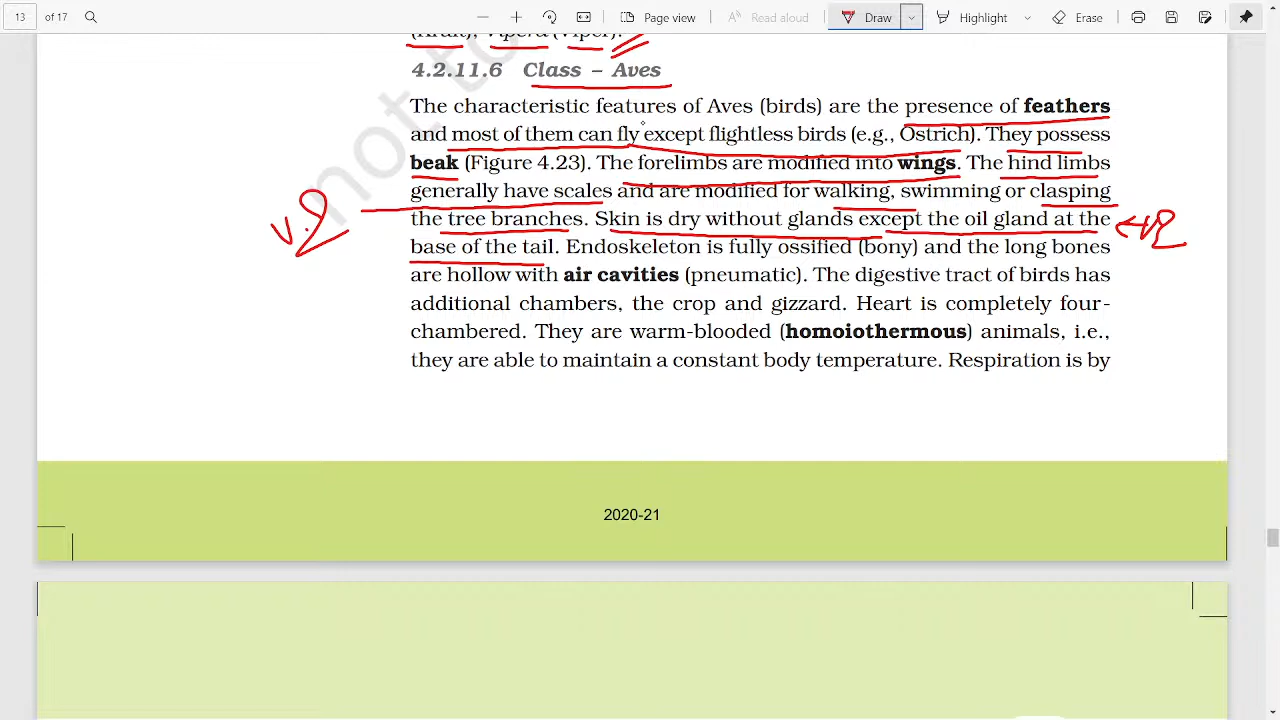 13 of 17 Page view Read aloud Draw Highlight Erase
(Krait), Vipera (Viper).
4.2.11.6 Class – Aves
The characteristic features of Aves (birds) are the presence of feathers
and most of them can fly except flightless birds (e.g., Ostrich). They possess
beak (Figure 4.23). The forelimbs are modified into wings. The hind limbs
generally have scales and are modified for walking, swimming or clasping
the tree branches. Skin is dry without glands except the oil gland at the
base of the tail. Endoskeleton is fully ossified (bony) and the long bones
are hollow with air cavities (pneumatic). The digestive tract of birds has
additional chambers, the crop and gizzard. Heart is completely four-
chambered. They are warm-blooded (homoiothermous) animals, i.e.,
they are able to maintain a constant body temperature. Respiration is by
not to
2020-21